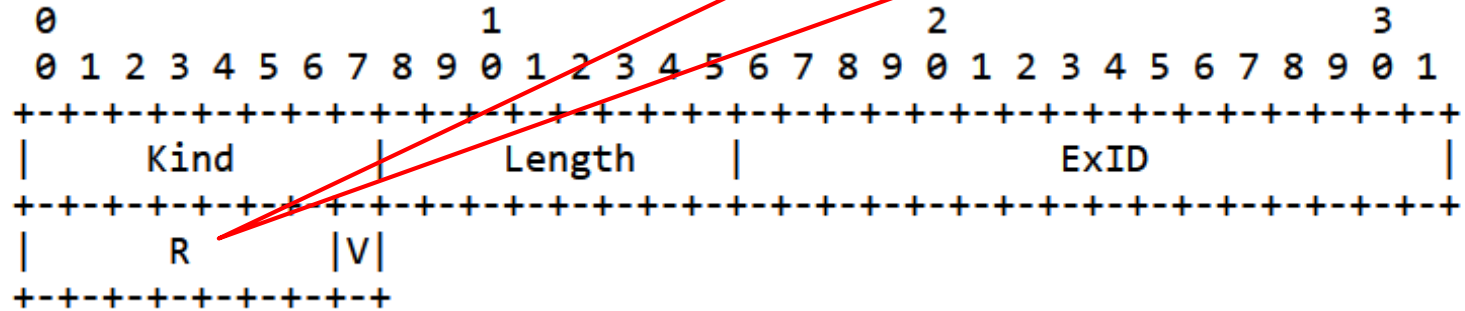 0                   1                   2                   3
 0 1 2 3 4 5 6 7 8 9 0 1 2 3 4 5 6 7 8 9 0 1 2 3 4 5 6 7 8 9 0 1
+-+-+-+-+-+-+-+-+-+-+-+-+-+-+-+-+-+-+-+-+-+-+-+-+-+-+-+-+-+-+-+-+
|     Kind      |     Length    |              ExID             |
+-+-+-+-+-+-+-+-+-+-+-+-+-+-+-+-+-+-+-+-+-+-+-+-+-+-+-+-+-+-+-+-+
|      R      |V|
+-+-+-+-+-+-+-+-+